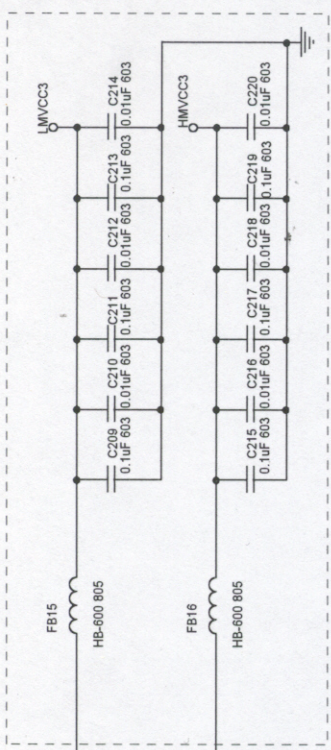 LMVCC3
C214
0.01uF 603
C213
0.1uF 603
C212
0.01uF 603
C211
0.1uF 603
C210
0.01uF 603
C209
0.1uF 603
FB15
HB-600 805
HMVCC3
C220
0.01uF 603
C219
0.1uF 603
C218
0.01uF 603
C217
0.1uF 603
C216
0.01uF 603
C215
0.1uF 603
FB16
HB-600 805